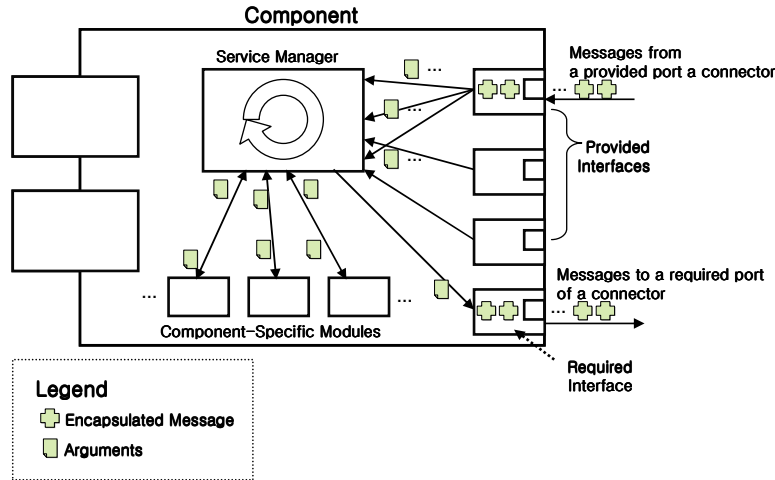 Component
Service Manager
...
...
...
Messages from
a provided port a connector
...
Provided
Interfaces
Messages to a required port
of a connector
...
...
...
Component-Specific Modules
Required
Interface
Legend
Encapsulated Message
Arguments